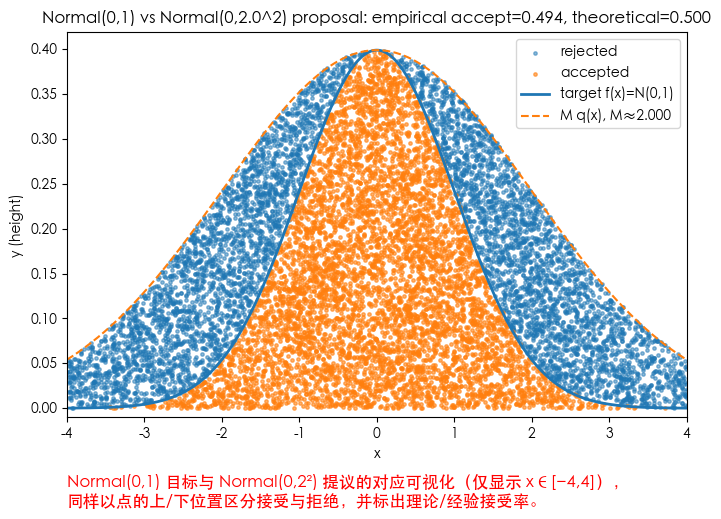 Normal(0,1) vs Normal(0,2.0^2) proposal: empirical accept=0.494, theoretical=0.500
0.40
0.35
0.30
0.25
0.20
0.15
0.10
0.05
0.00
y (height)
rejected
accepted
target f(x)=N(0,1)
M q(x), M≈2.000
-4
-3
-2
-1
0
1
2
3
4
x
Normal(0,1) 目标与 Normal(0,2²) 提议的对应可视化（仅显示 x ∈ [−4,4]），
同样以点的上/下位置区分接受与拒绝，并标出理论/经验接受率。